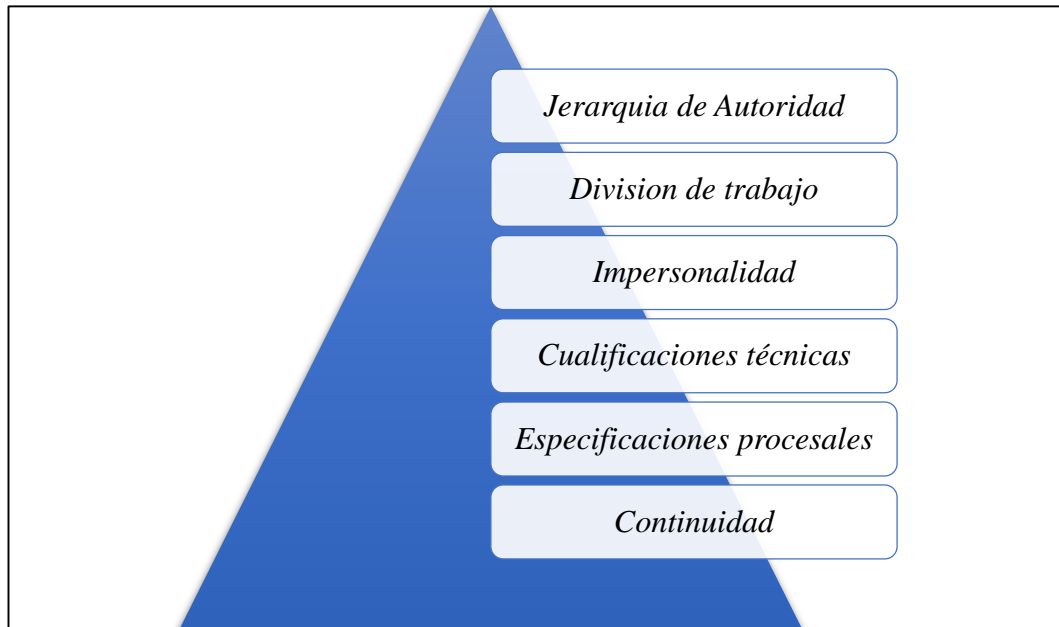 Jerarquia de Autoridad
Division de trabajo
Impersonalidad
Cualificaciones técnicas
Especificaciones procesales
Continuidad